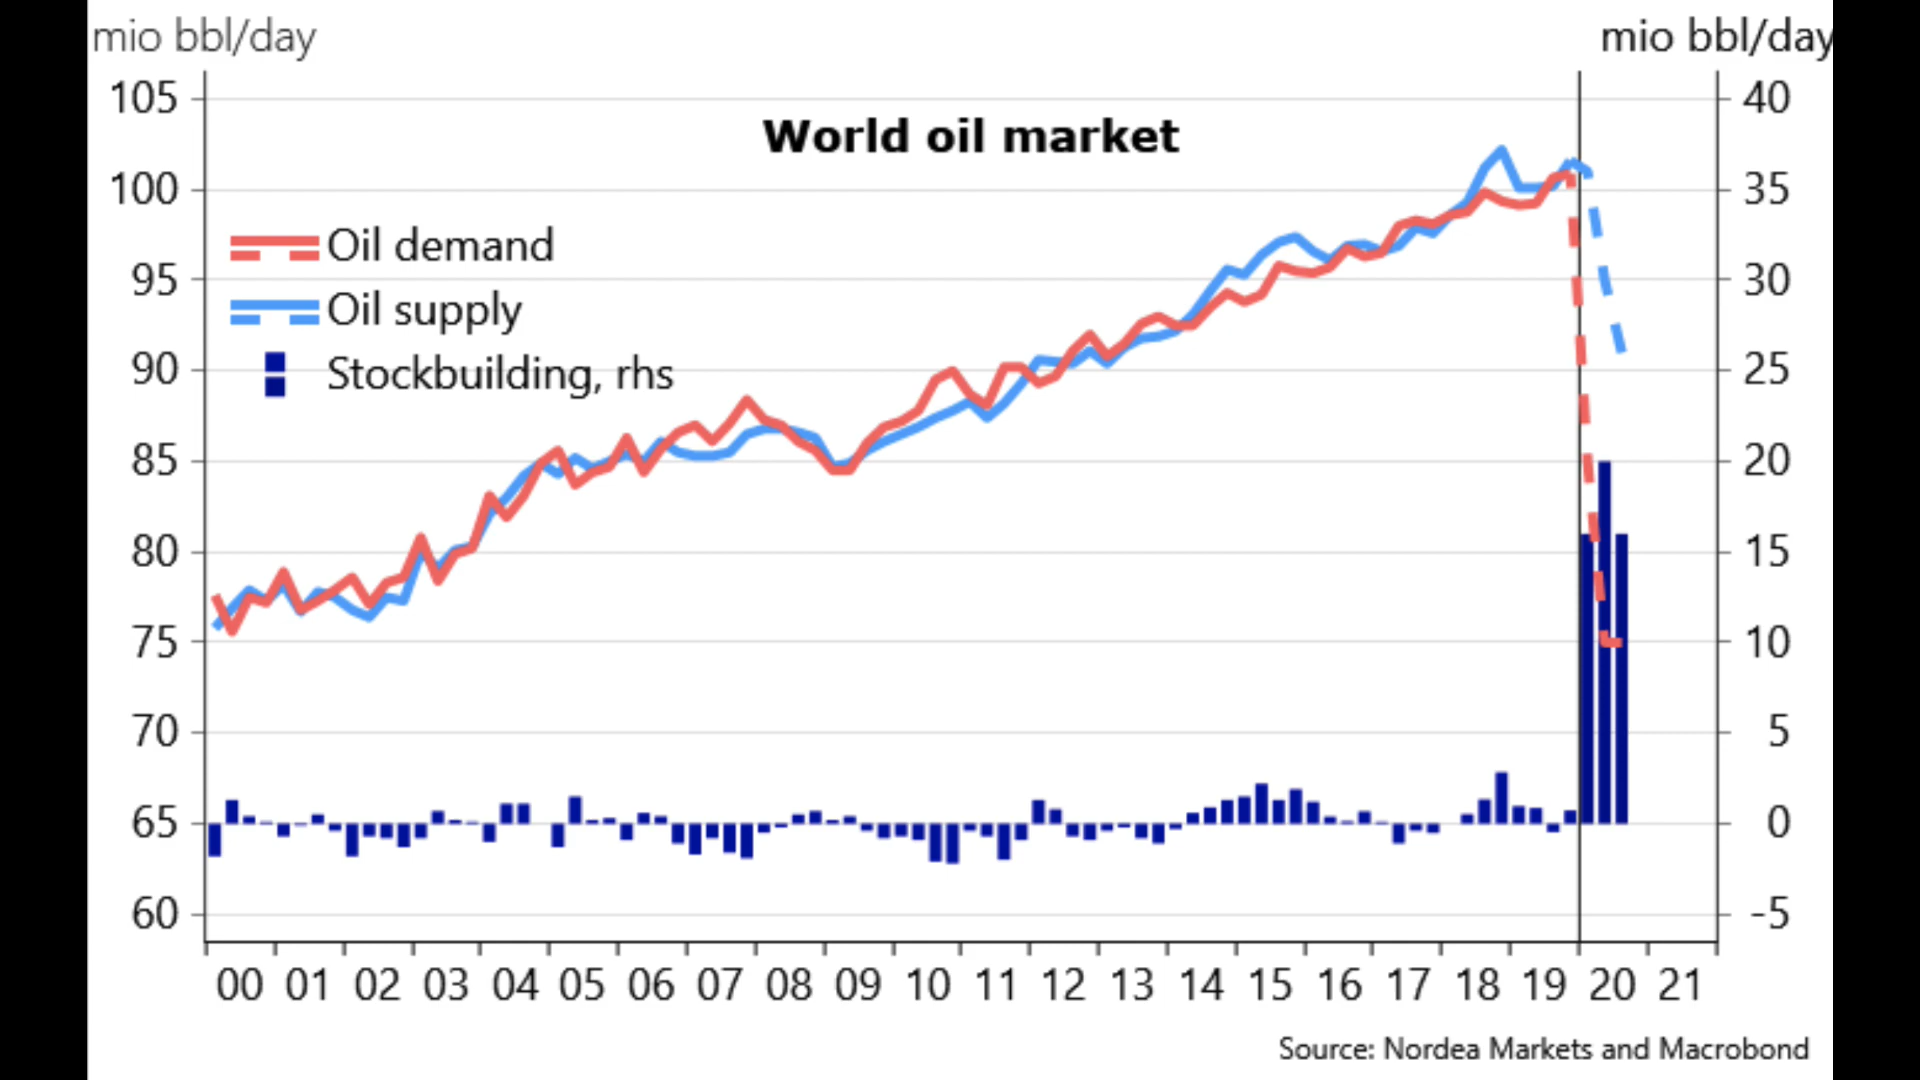 mio bbl/day mio bbl/day
World oil market
105 40
100 35
95 30
90 25
85 20
80 15
75 10
70 5
65 0
60 -5
Oil demand
Oil supply
Stockbuilding, rhs
00 01 02 03 04 05 06 07 08 09 10 11 12 13 14 15 16 17 18 19 20 21
Source: Nordea Markets and Macrobond